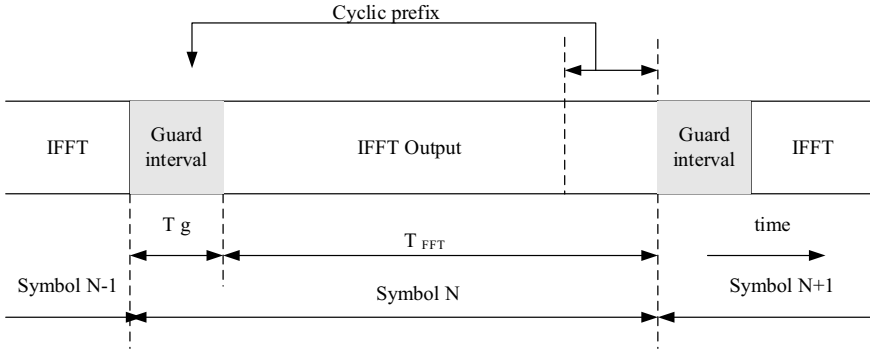 Cyclic prefix
IFFT
Guard
interval
IFFT Output
Guard
interval
IFFT
T g
T FFT
time
Symbol N-1
Symbol N
Symbol N+1